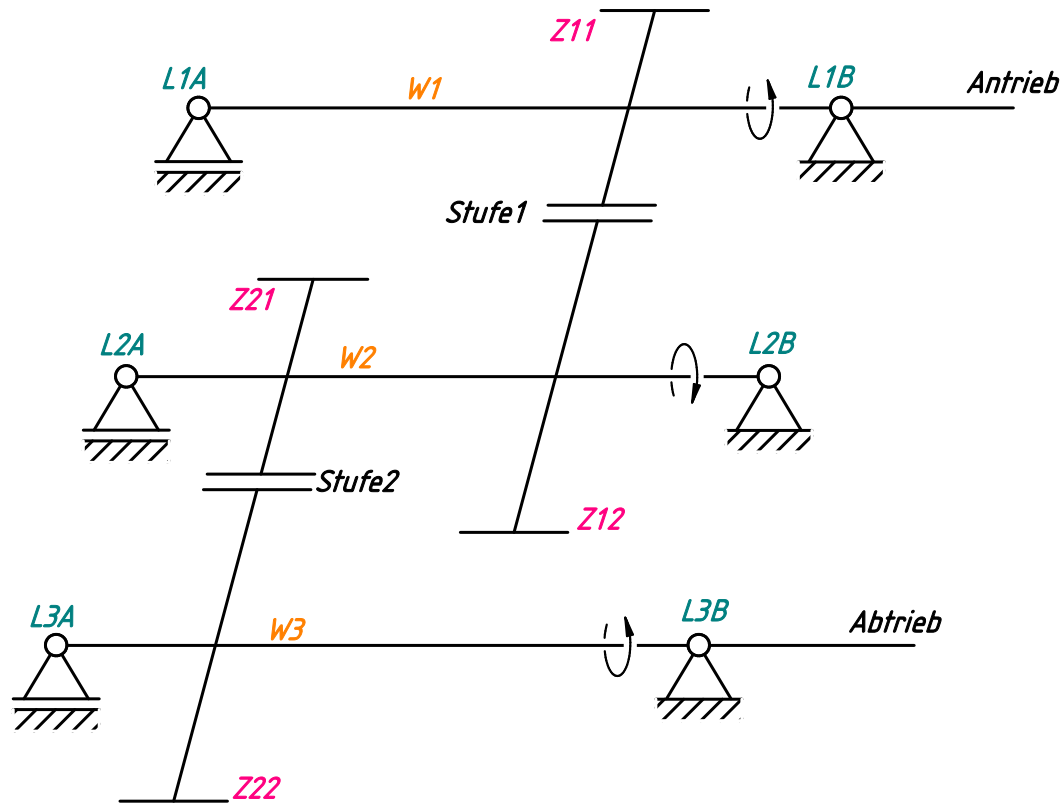 Z11
L1A
W1
L1B
Antrieb
Stufe1
Z21
L2A
W2
L2B
Stufe2
Z12
L3A
W3
L3B
Abtrieb
Z22